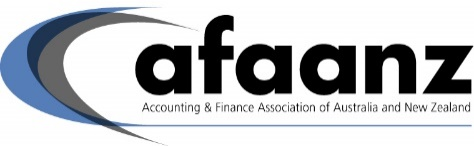 afaanz
Accounting & Finance Association of Australia and New Zealand